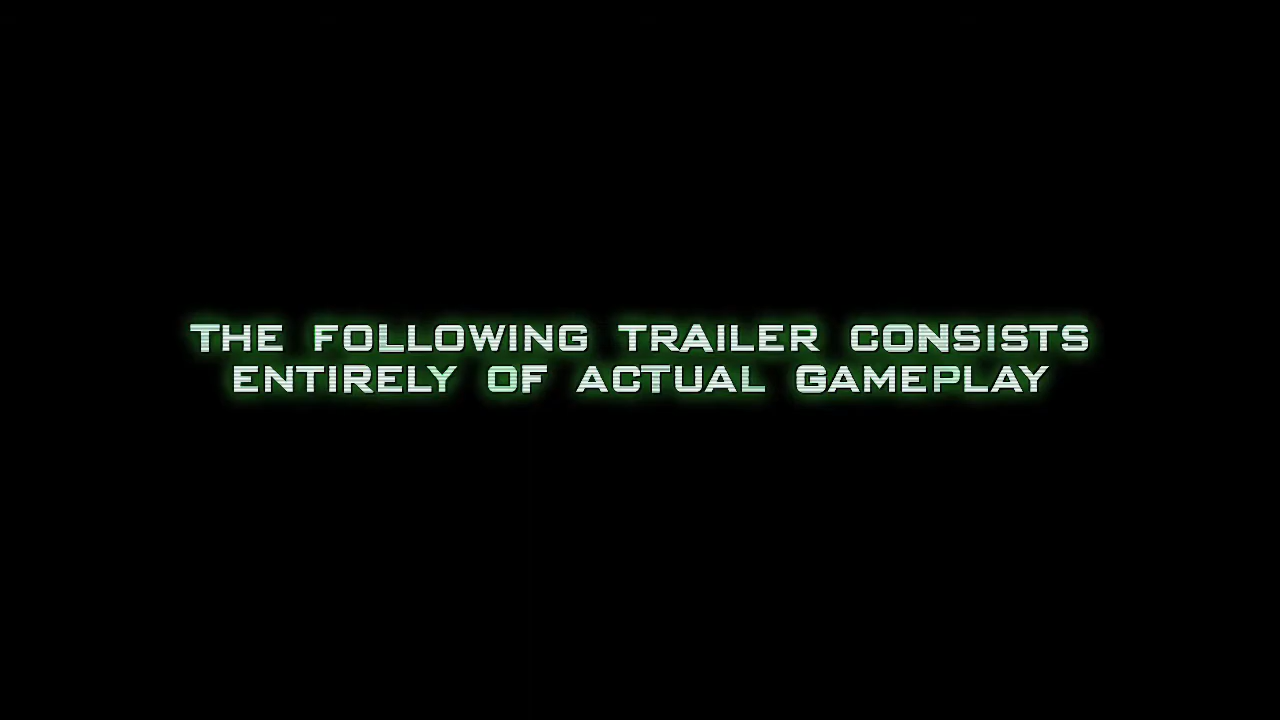 THE FOLLOWING TRAILER CONSISTS
ENTIRELY OF ACTUAL GAMEPLAY